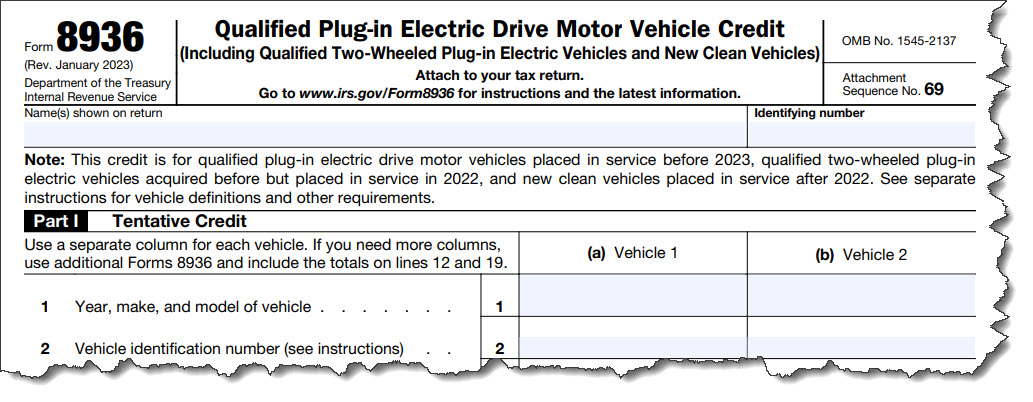 Form 8936
(Rev. January 2023)
Department of the Treasury
Internal Revenue Service
Qualified Plug-in Electric Drive Motor Vehicle Credit
(Including Qualified Two-Wheeled Plug-in Electric Vehicles and New Clean Vehicles)
Attach to your tax return.
Go to www.irs.gov/Form8936 for instructions and the latest information.
OMB No. 1545-2137
Attachment
Sequence No. 69
Name(s) shown on return
Identifying number
Note: This credit is for qualified plug-in electric drive motor vehicles placed in service before 2023, qualified two-wheeled plug-in
electric vehicles acquired before but placed in service in 2022, and new clean vehicles placed in service after 2022. See separate
instructions for vehicle definitions and other requirements.
Part I Tentative Credit
Use a separate column for each vehicle. If you need more columns,
use additional Forms 8936 and include the totals on lines 12 and 19.
(a) Vehicle 1
(b) Vehicle 2
1 Year, make, and model of vehicle . . . . . . . 1
2 Vehicle identification number (see instructions) . . 2